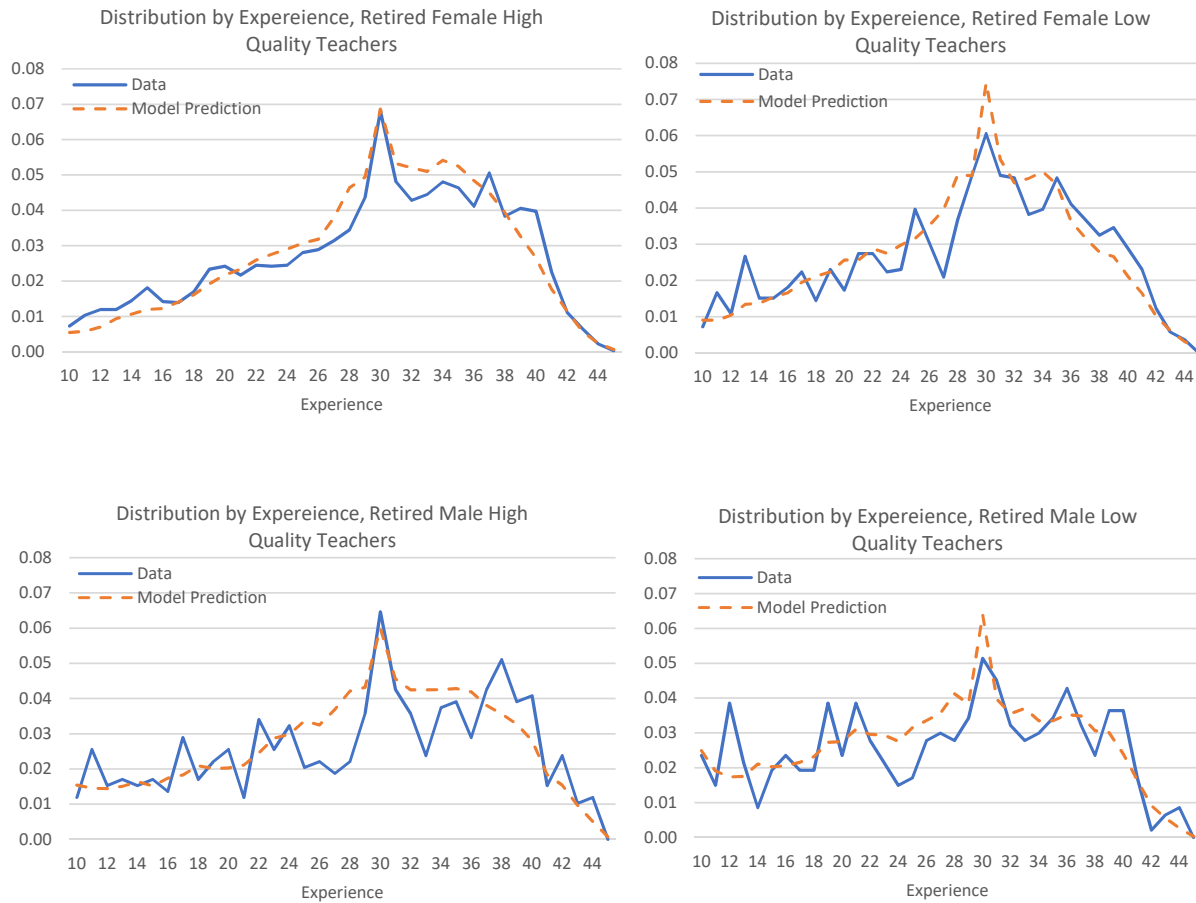 Distribution by Expereience, Retired Female High
Quality Teachers
0.08
0.07
0.06
0.05
0.04
0.03
0.02
0.01
0.00
Data
Model Prediction
10 12 14 16 18 20 22 24 26 28 30 32 34 36 38 40 42 44
Experience
Distribution by Expereience, Retired Female Low
Quality Teachers
0.08
0.07
0.06
0.05
0.04
0.03
0.02
0.01
0.00
Data
Model Prediction
10 12 14 16 18 20 22 24 26 28 30 32 34 36 38 40 42 44
Experience
Distribution by Expereience, Retired Male High
Quality Teachers
0.08
0.07
0.06
0.05
0.04
0.03
0.02
0.01
0.00
Data
Model Prediction
10 12 14 16 18 20 22 24 26 28 30 32 34 36 38 40 42 44
Experience
Distribution by Expereience, Retired Male Low
Quality Teachers
0.08
0.07
0.06
0.05
0.04
0.03
0.02
0.01
0.00
Data
Model Prediction
10 12 14 16 18 20 22 24 26 28 30 32 34 36 38 40 42 44
Experience